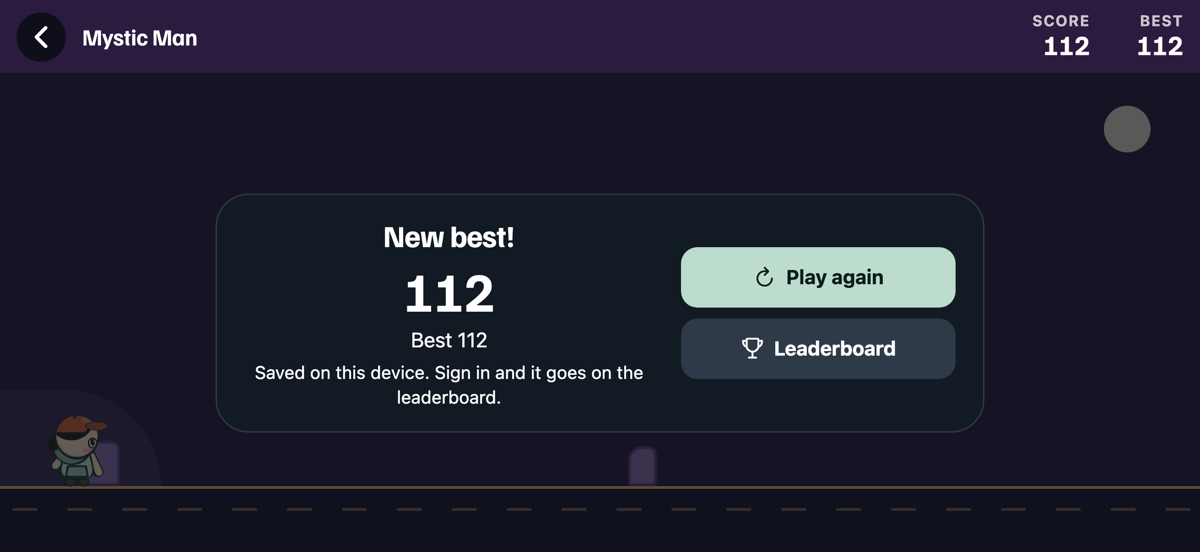 Mystic Man
SCORE
112
BEST
112
New best!
112
Best 112
Saved on this device. Sign in and it goes on the
leaderboard.
Play again
Leaderboard